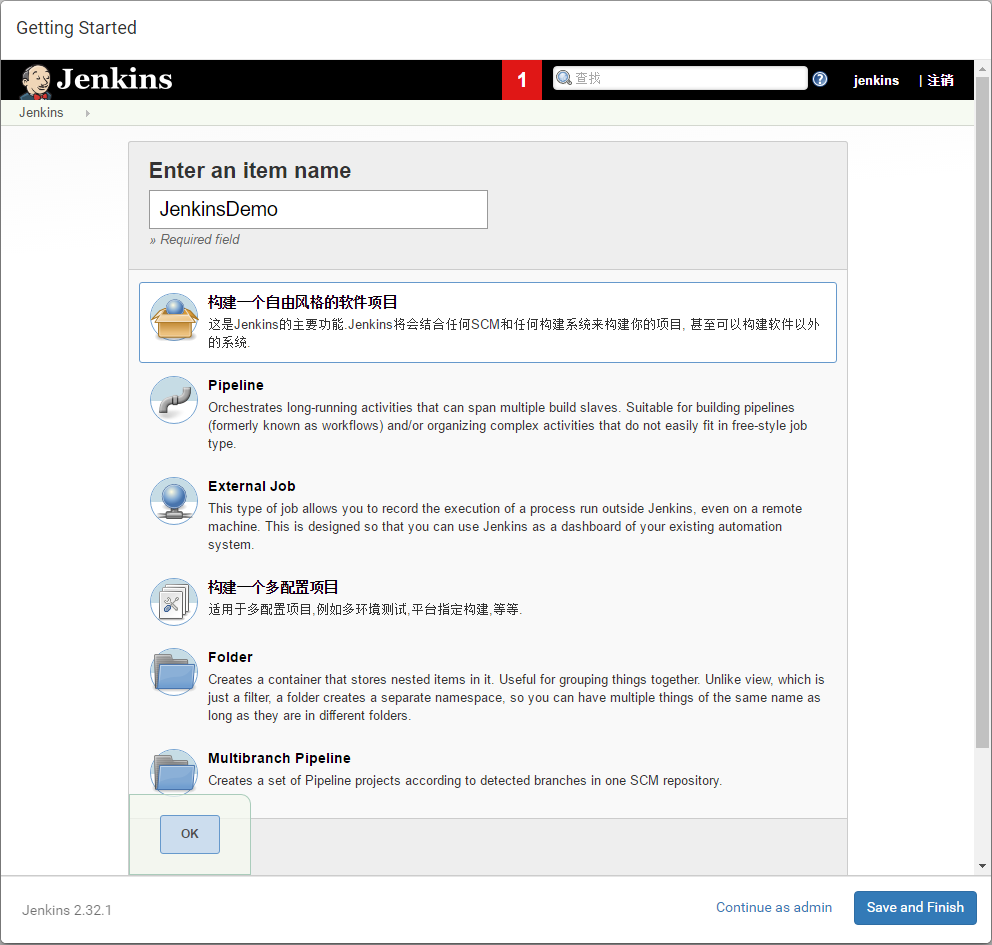 Getting Started
Jenkins
1
查找
?
jenkins
| 注销
Jenkins
Enter an item name
JenkinsDemo
» Required field
构建一个自由风格的软件项目
这是Jenkins的主要功能.Jenkins将会结合任何SCM和任何构建系统来构建你的项目, 甚至可以构建软件以外
的系统.
Pipeline
Orchestrates long-running activities that can span multiple build slaves. Suitable for building pipelines
(formerly known as workflows) and/or organizing complex activities that do not easily fit in free-style job
type.
External Job
This type of job allows you to record the execution of a process run outside Jenkins, even on a remote
machine. This is designed so that you can use Jenkins as a dashboard of your existing automation
system.
构建一个多配置项目
适用于多配置项目,例如多环境测试,平台指定构建,等等.
Folder
Creates a container that stores nested items in it. Useful for grouping things together. Unlike view, which is
just a filter, a folder creates a separate namespace, so you can have multiple things of the same name as
long as they are in different folders.
Multibranch Pipeline
Creates a set of Pipeline projects according to detected branches in one SCM repository.
OK
Jenkins 2.32.1
Continue as admin
Save and Finish